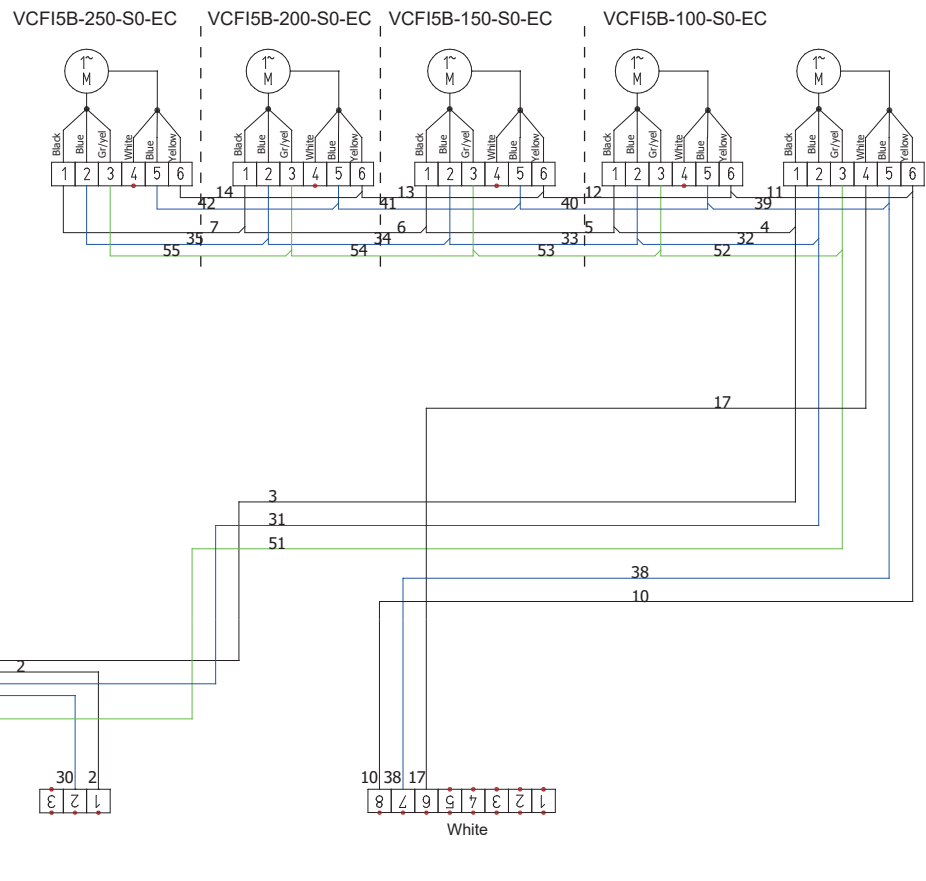 VCFI5B-250-S0-EC VCFI5B-200-S0-EC VCFI5B-150-S0-EC VCFI5B-100-S0-EC
1~ 1~ 1~ 1~ 1~
M M M M M
Black Blue Gr/yel White Blue Yellow Black Blue Gr/yel White Blue Yellow Black Blue Gr/yel White Blue Yellow Black Blue Gr/yel White Blue Yellow Black Blue Gr/yel White Blue Yellow
1 2 3 4 5 6 1 2 3 4 5 6 1 2 3 4 5 6 1 2 3 4 5 6 1 2 3 4 5 6
14 13 12 11
42 41 40 39
7 6 5 4
35 34 33 32
55 54 53 52
17
3
31
51
38
10
2
30 2 10 38 17
3 2 1 8 7 6 5 4 3 2 1
White